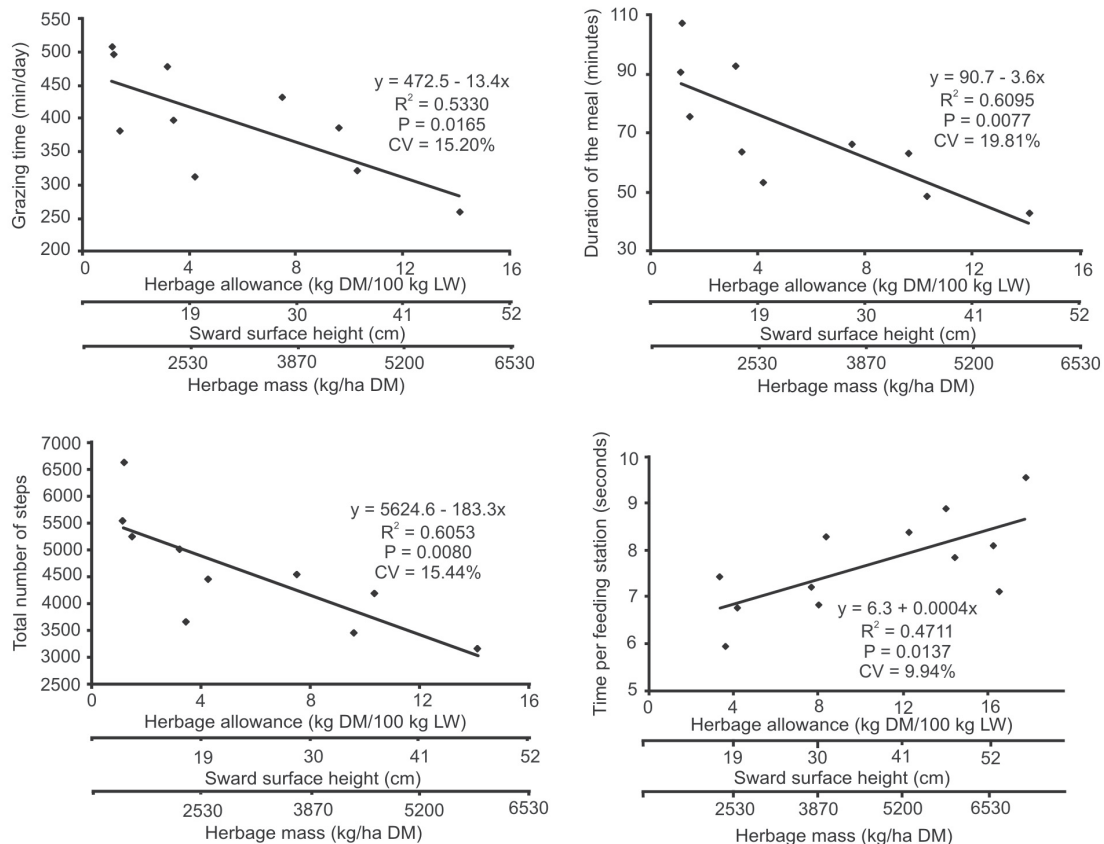 Grazing time (min/day)
550
500
450
400
350
300
250
200
y = 472.5 - 13.4x
R² = 0.5330
P = 0.0165
CV = 15.20%
0 4 8 12 16
Herbage allowance (kg DM/100 kg LW)
19 30 41 52
Sward surface height (cm)
2530 3870 5200 6530
Herbage mass (kg/ha DM)
Duration of the meal (minutes)
110
90
70
50
30
y = 90.7 - 3.6x
R² = 0.6095
P = 0.0077
CV = 19.81%
0 4 8 12 16
Herbage allowance (kg DM/100 kg LW)
19 30 41 52
Sward surface height (cm)
2530 3870 5200 6530
Herbage mass (kg/ha DM)
Total number of steps
7000
6500
6000
5500
5000
4500
4000
3500
3000
2500
y = 5624.6 - 183.3x
R² = 0.6053
P = 0.0080
CV = 15.44%
0 4 8 12 16
Herbage allowance (kg DM/100 kg LW)
19 30 41 52
Sward surface height (cm)
2530 3870 5200 6530
Herbage mass (kg/ha DM)
Time per feeding station (seconds)
10
9
8
7
6
5
y = 6.3 + 0.0004x
R² = 0.4711
P = 0.0137
CV = 9.94%
0 4 8 12 16
Herbage allowance (kg DM/100 kg LW)
19 30 41 52
Sward surface height (cm)
2530 3870 5200 6530
Herbage mass (kg/ha DM)